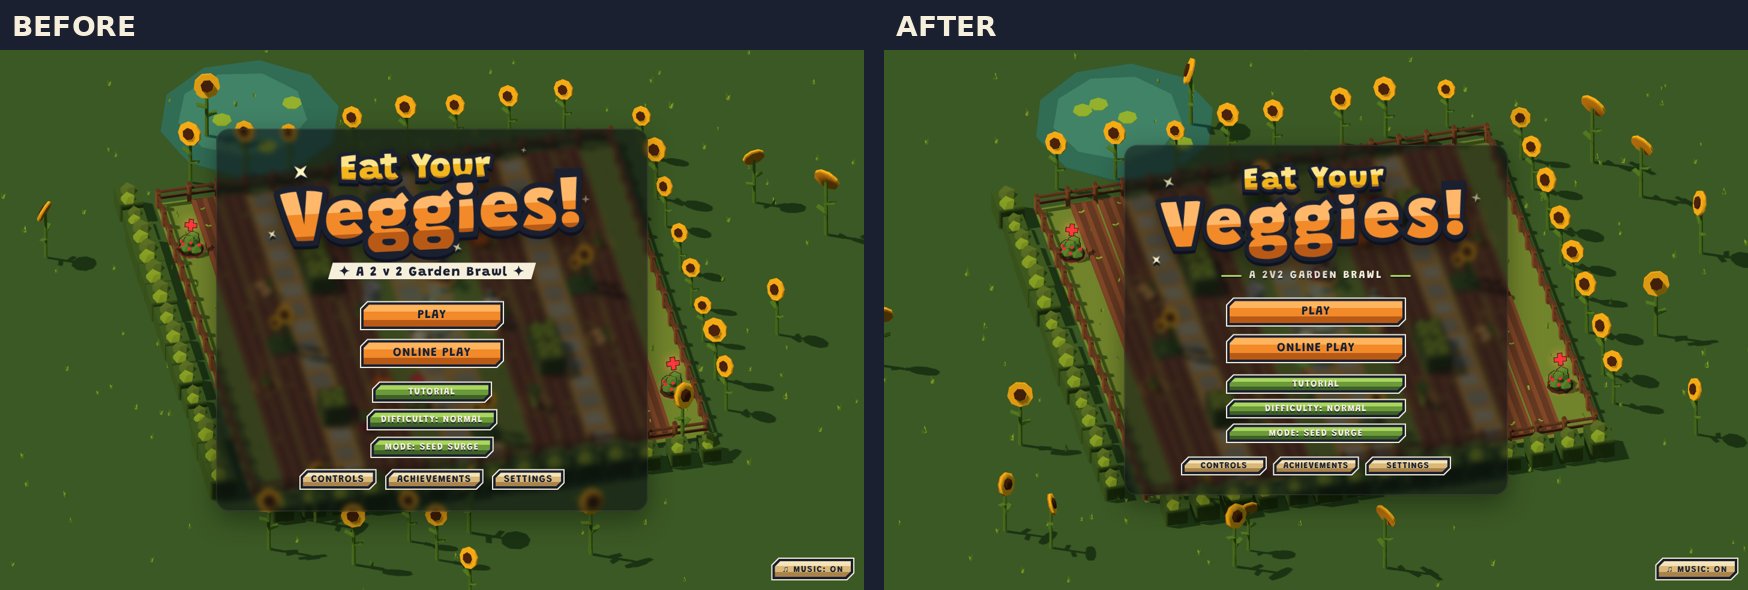 BEFORE
Eat Your
Veggies!
✦ A 2 v 2 Garden Brawl ✦
PLAY
ONLINE PLAY
TUTORIAL
DIFFICULTY: NORMAL
MODE: SEED SURGE
CONTROLS ACHIEVEMENTS SETTINGS
♫ MUSIC: ON
AFTER
Eat Your
Veggies!
A 2V2 GARDEN BRAWL
PLAY
ONLINE PLAY
TUTORIAL
DIFFICULTY: NORMAL
MODE: SEED SURGE
CONTROLS ACHIEVEMENTS SETTINGS
♫ MUSIC: ON